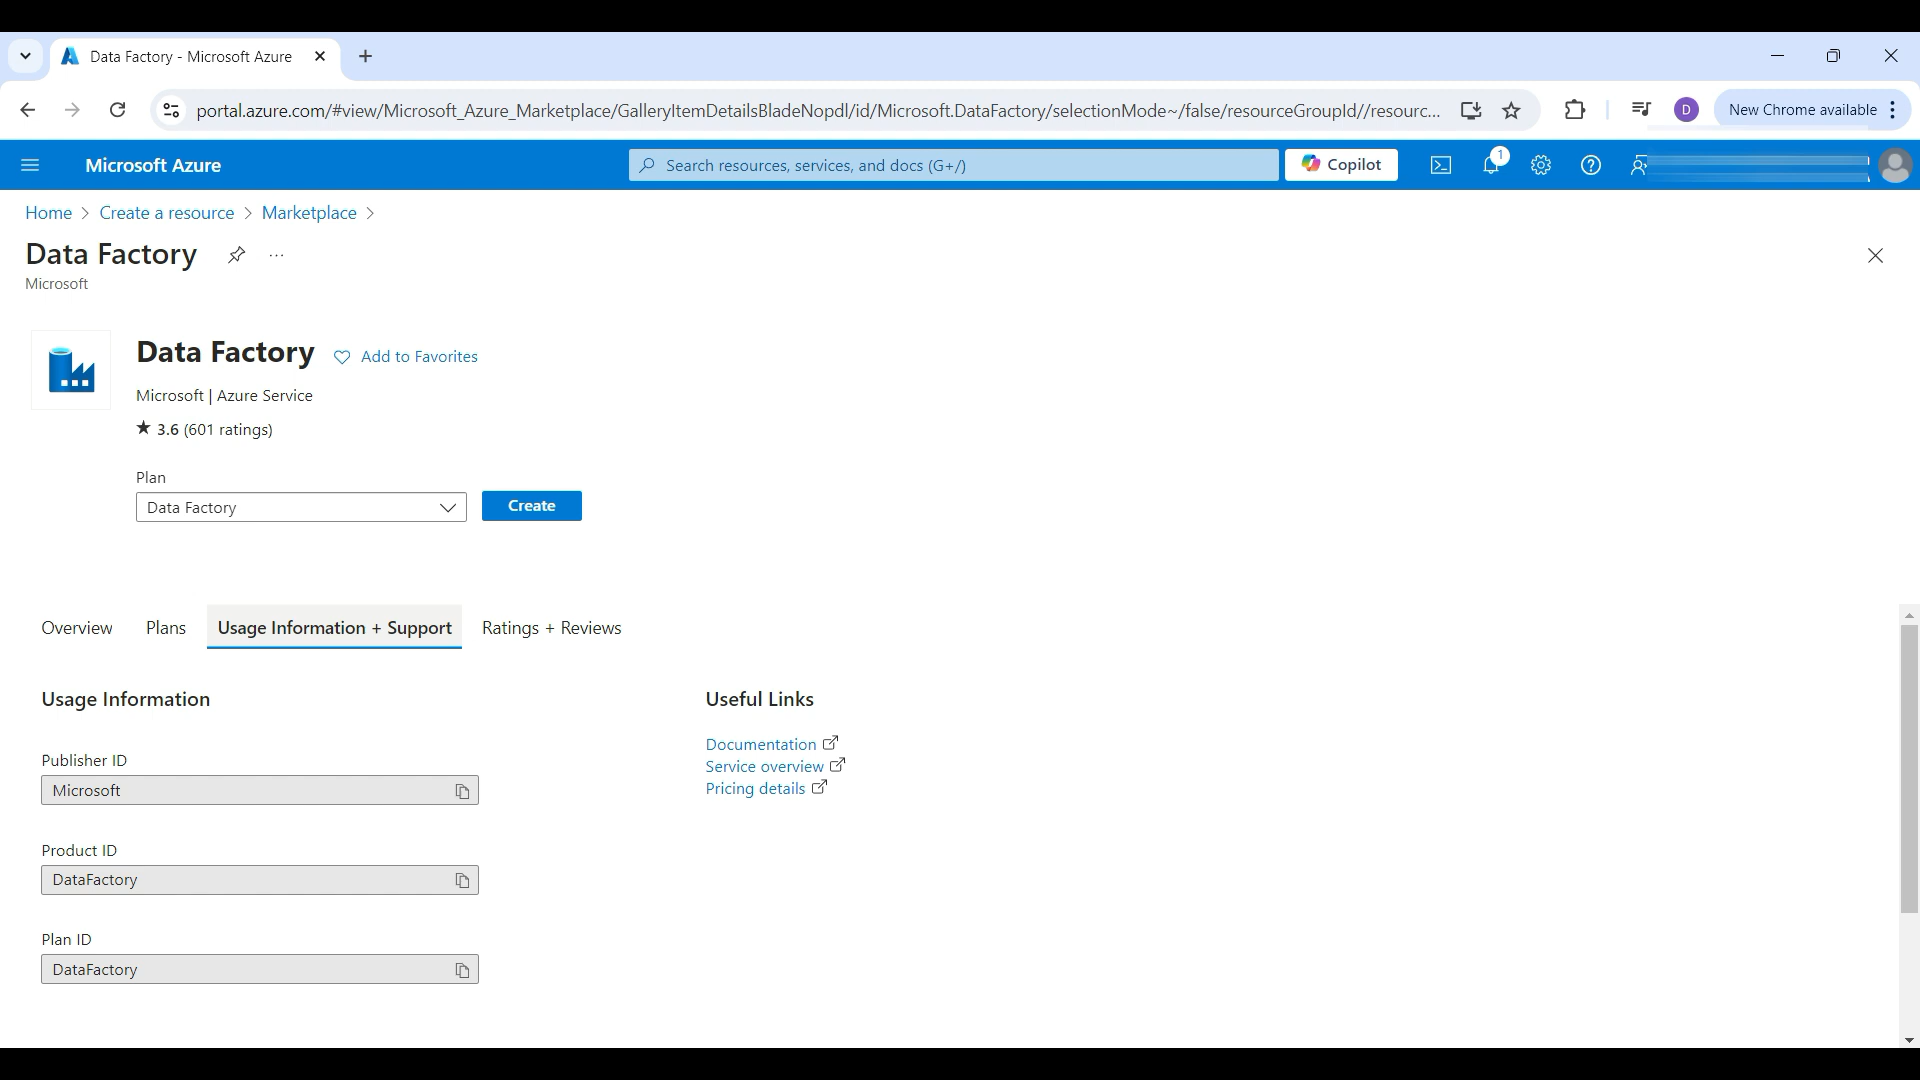 Data Factory - Microsoft Azure
portal.azure.com/#view/Microsoft_Azure_Marketplace/GalleryItemDetailsBladeNopdl/id/Microsoft.DataFactory/selectionMode~/false/resourceGroupId//resourc...
D
New Chrome available
Microsoft Azure
Search resources, services, and docs (G+/)
Copilot
1
Home > Create a resource > Marketplace >
Data Factory
Microsoft
Data Factory
Add to Favorites
Microsoft | Azure Service
★ 3.6 (601 ratings)
Plan
Data Factory
Create
Overview
Plans
Usage Information + Support
Ratings + Reviews
Usage Information
Publisher ID
Microsoft
Product ID
DataFactory
Plan ID
DataFactory
Useful Links
Documentation
Service overview
Pricing details